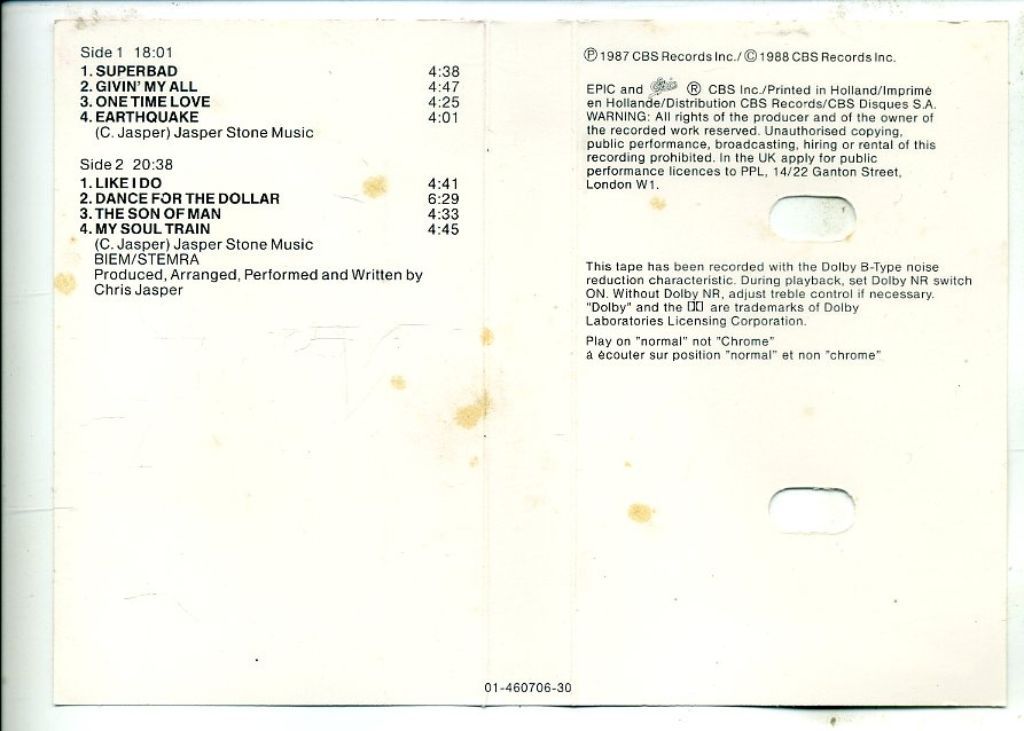 Side 1 18:01
1. SUPERBAD 4:38
2. GIVIN' MY ALL 4:47
3. ONE TIME LOVE 4:25
4. EARTHQUAKE 4:01
(C. Jasper) Jasper Stone Music
Side 2 20:38
1. LIKE I DO 4:41
2. DANCE FOR THE DOLLAR 6:29
3. THE SON OF MAN 4:33
4. MY SOUL TRAIN 4:45
(C. Jasper) Jasper Stone Music
BIEM/STEMRA
Produced, Arranged, Performed and Written by
Chris Jasper
℗ 1987 CBS Records Inc./ © 1988 CBS Records Inc.
EPIC and Epic ® CBS Inc./Printed in Holland/Imprimé
en Hollande/Distribution CBS Records/CBS Disques S.A.
WARNING: All rights of the producer and of the owner of
the recorded work reserved. Unauthorised copying,
public performance, broadcasting, hiring or rental of this
recording prohibited. In the UK apply for public
performance licences to PPL, 14/22 Ganton Street,
London W1.
This tape has been recorded with the Dolby B-Type noise
reduction characteristic. During playback, set Dolby NR switch
ON. Without Dolby NR, adjust treble control if necessary.
"Dolby" and the are trademarks of Dolby
Laboratories Licensing Corporation.
Play on "normal" not "Chrome"
à écouter sur position "normal" et non "chrome"
01-460706-30